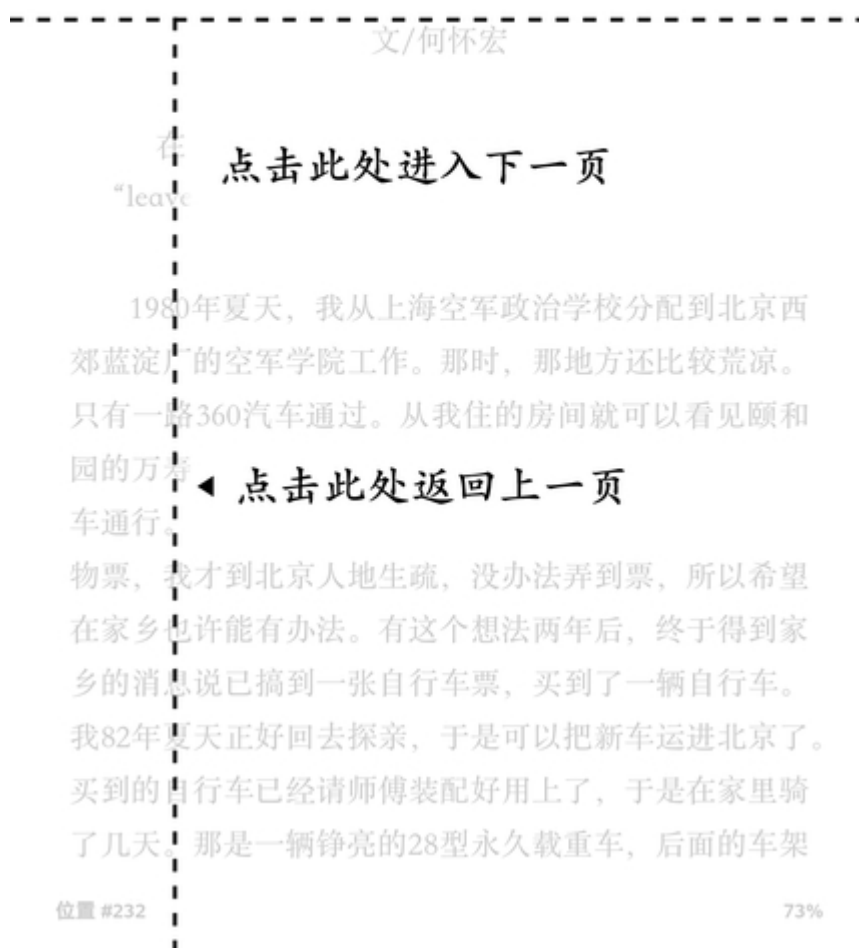 文/何怀宏
在
点击此处进入下一页
“leave
1980年夏天，我从上海空军政治学校分配到北京西
郊蓝淀厂的空军学院工作。那时，那地方还比较荒凉。
只有一路360汽车通过。从我住的房间就可以看见颐和
园的万寿
◀ 点击此处返回上一页
车通行。
物票，我才到北京人地生疏，没办法弄到票，所以希望
在家乡也许能有办法。有这个想法两年后，终于得到家
乡的消息说已搞到一张自行车票，买到了一辆自行车。
我82年夏天正好回去探亲，于是可以把新车运进北京了。
买到的自行车已经请师傅装配好用上了，于是在家里骑
了几天。那是一辆铮亮的28型永久载重车，后面的车架
位置 #232
73%